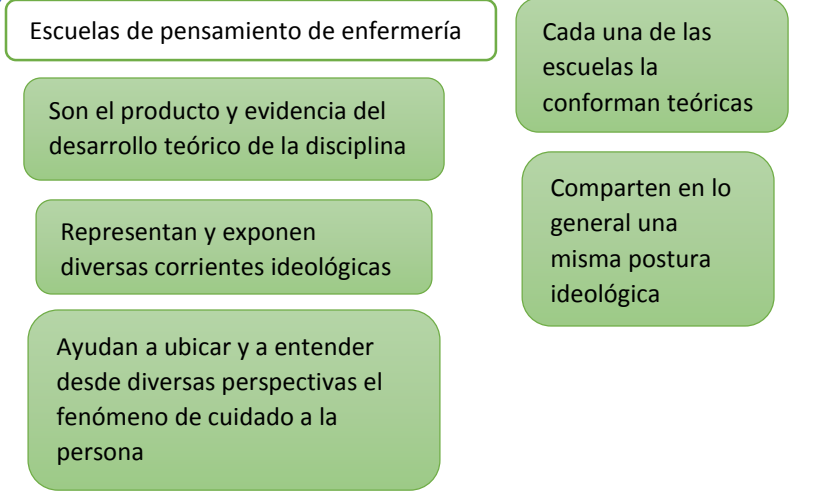 Escuelas de pensamiento de enfermería
Son el producto y evidencia del
desarrollo teórico de la disciplina
Representan y exponen
diversas corrientes ideológicas
Ayudan a ubicar y a entender
desde diversas perspectivas el
fenómeno de cuidado a la
persona
Cada una de las
escuelas la
conforman teóricas
Comparten en lo
general una
misma postura
ideológica